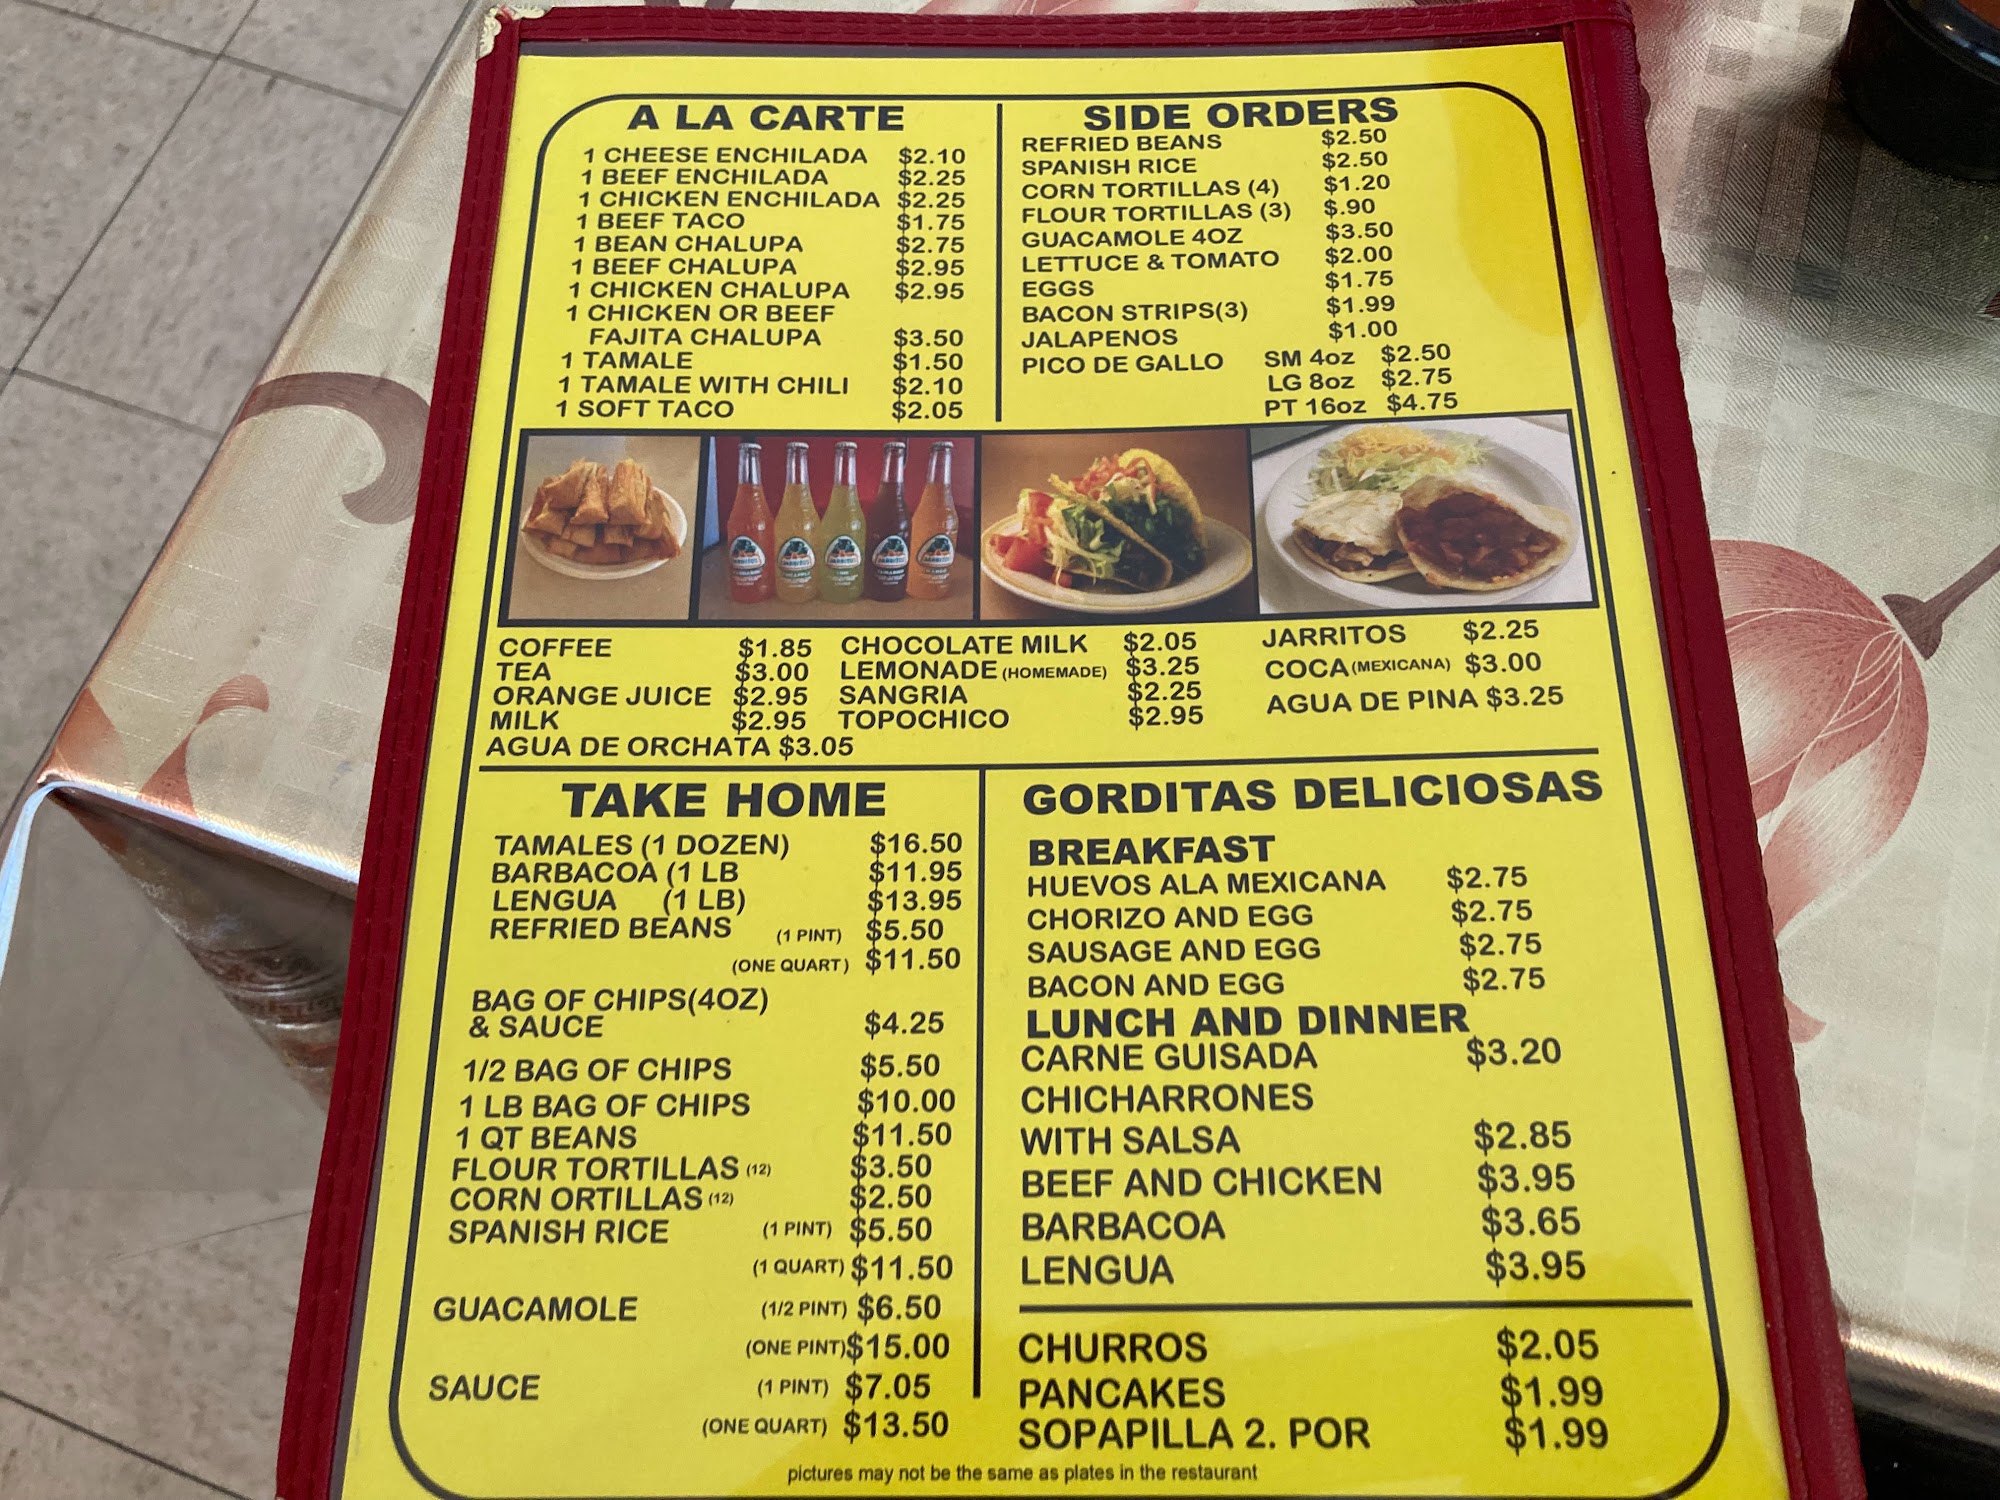 A LA CARTE
1 CHEESE ENCHILADA $2.10
1 BEEF ENCHILADA $2.25
1 CHICKEN ENCHILADA $2.25
1 BEEF TACO $1.75
1 BEAN CHALUPA $2.75
1 BEEF CHALUPA $2.95
1 CHICKEN CHALUPA $2.95
1 CHICKEN OR BEEF
FAJITA CHALUPA $3.50
1 TAMALE $1.50
1 TAMALE WITH CHILI $2.10
1 SOFT TACO $2.05
SIDE ORDERS
REFRIED BEANS $2.50
SPANISH RICE $2.50
CORN TORTILLAS (4) $1.20
FLOUR TORTILLAS (3) $.90
GUACAMOLE 4OZ $3.50
LETTUCE & TOMATO $2.00
EGGS $1.75
BACON STRIPS(3) $1.99
JALAPENOS $1.00
PICO DE GALLO SM 4oz $2.50
LG 8oz $2.75
PT 16oz $4.75
COFFEE $1.85
TEA $3.00
ORANGE JUICE $2.95
MILK $2.95
AGUA DE ORCHATA $3.05
CHOCOLATE MILK $2.05
LEMONADE (HOMEMADE) $3.25
SANGRIA $2.25
TOPOCHICO $2.95
JARRITOS $2.25
COCA (MEXICANA) $3.00
AGUA DE PINA $3.25
TAKE HOME
TAMALES (1 DOZEN) $16.50
BARBACOA (1 LB $11.95
LENGUA (1 LB) $13.95
REFRIED BEANS (1 PINT) $5.50
(ONE QUART) $11.50
BAG OF CHIPS(4OZ)
& SAUCE $4.25
1/2 BAG OF CHIPS $5.50
1 LB BAG OF CHIPS $10.00
1 QT BEANS $11.50
FLOUR TORTILLAS (12) $3.50
CORN ORTILLAS (12) $2.50
SPANISH RICE (1 PINT) $5.50
(1 QUART) $11.50
GUACAMOLE (1/2 PINT) $6.50
(ONE PINT) $15.00
SAUCE (1 PINT) $7.05
(ONE QUART) $13.50
GORDITAS DELICIOSAS
BREAKFAST
HUEVOS ALA MEXICANA $2.75
CHORIZO AND EGG $2.75
SAUSAGE AND EGG $2.75
BACON AND EGG $2.75
LUNCH AND DINNER
CARNE GUISADA $3.20
CHICHARRONES
WITH SALSA $2.85
BEEF AND CHICKEN $3.95
BARBACOA $3.65
LENGUA $3.95
CHURROS $2.05
PANCAKES $1.99
SOPAPILLA 2. POR $1.99
pictures may not be the same as plates in the restaurant